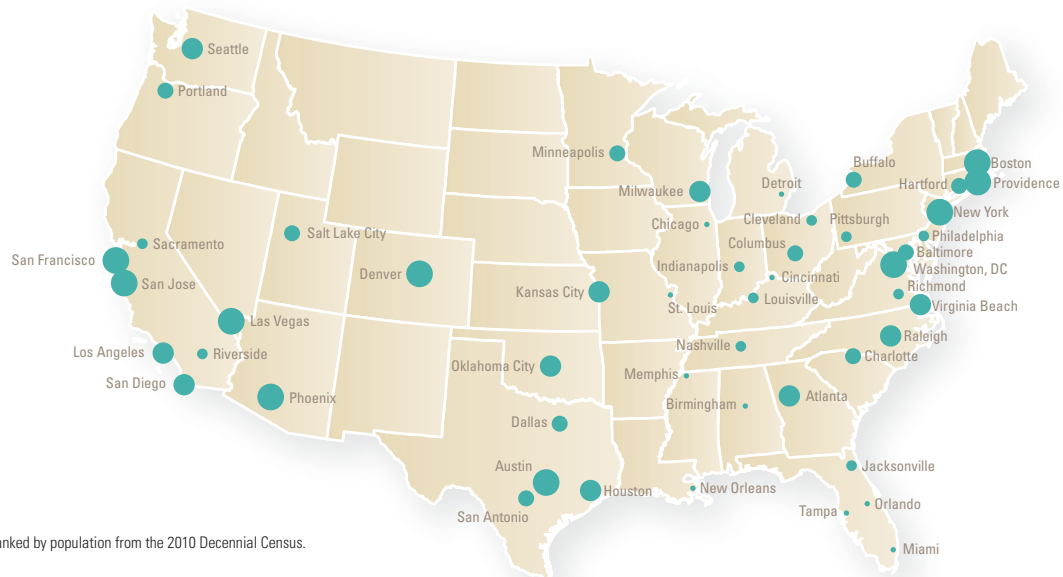 Seattle
Portland
Minneapolis
Buffalo
Boston
Milwaukee
Detroit
Hartford
Providence
Chicago
Cleveland
Pittsburgh
New York
Salt Lake City
Sacramento
Columbus
Philadelphia
Baltimore
San Francisco
Denver
Indianapolis
Cincinnati
Washington, DC
San Jose
Kansas City
St. Louis
Louisville
Richmond
Virginia Beach
Las Vegas
Raleigh
Los Angeles
Riverside
Nashville
Charlotte
Oklahoma City
Memphis
San Diego
Phoenix
Birmingham
Atlanta
Dallas
Austin
Jacksonville
Houston
New Orleans
Orlando
San Antonio
Tampa
Miami
by population from the 2010 Decennial Census.